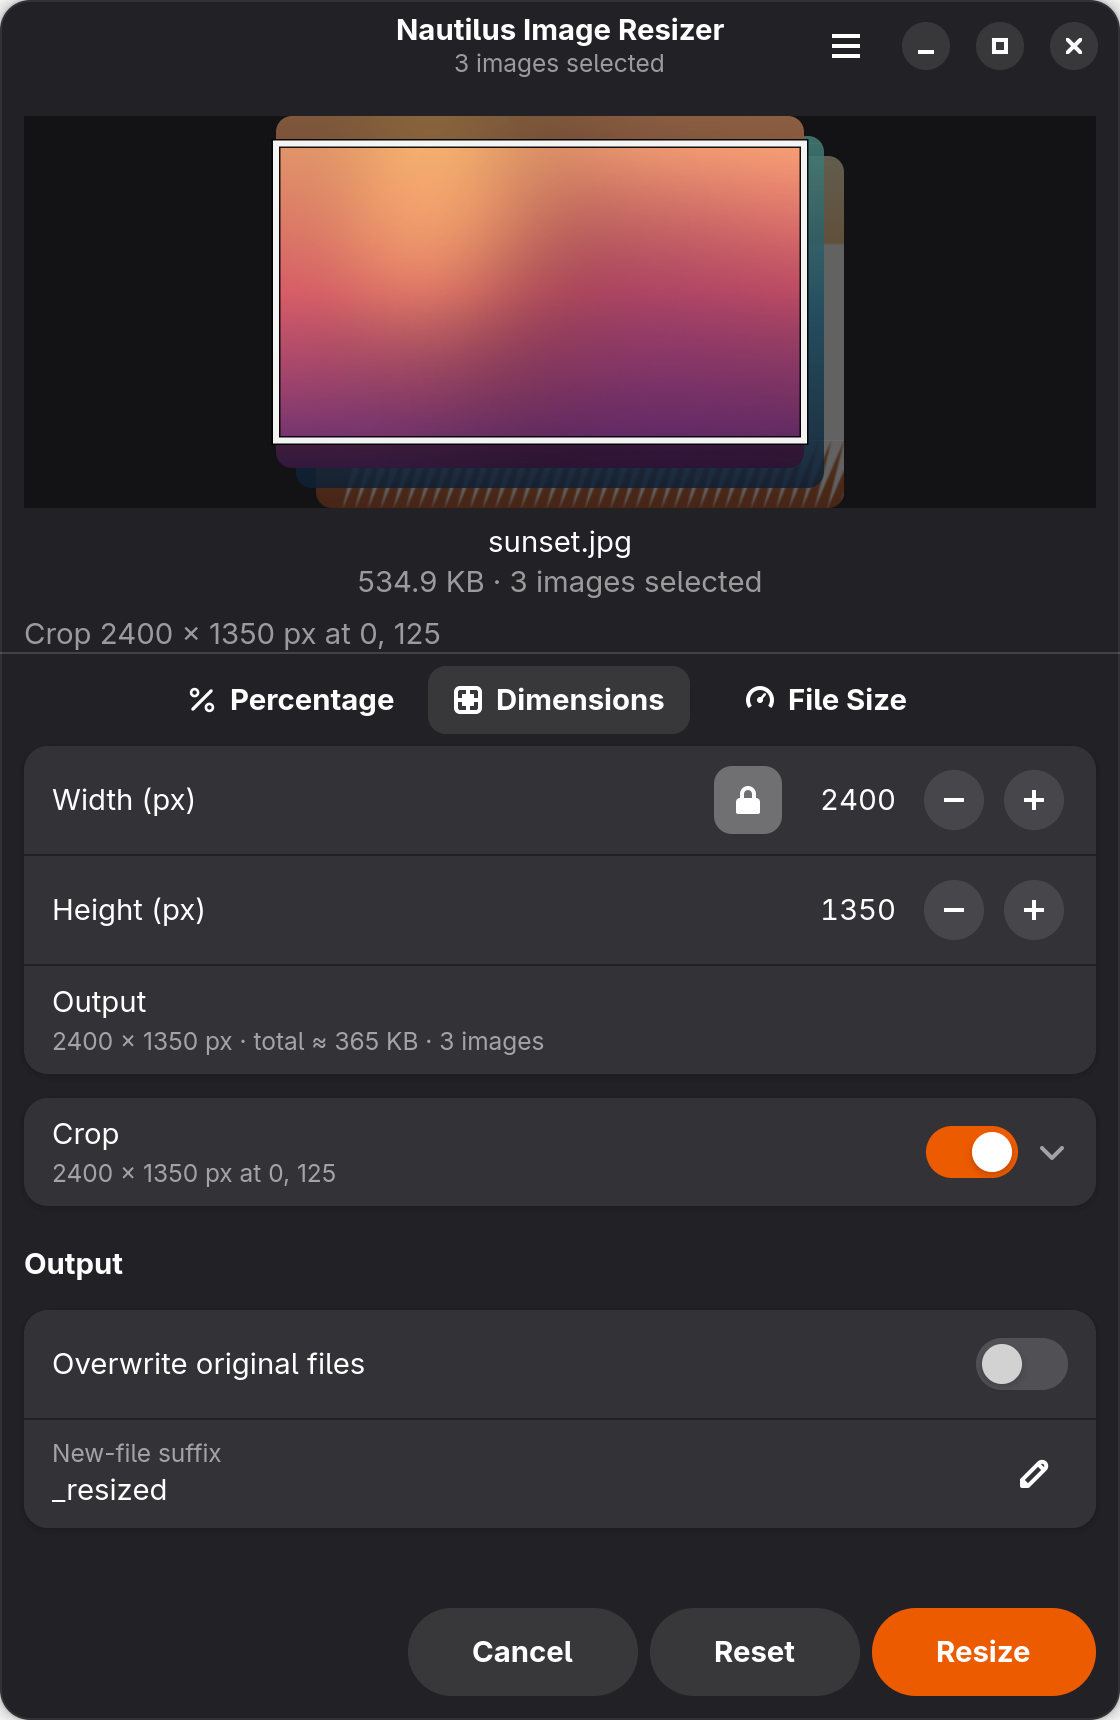 Nautilus Image Resizer
3 images selected
sunset.jpg
534.9 KB · 3 images selected
Crop 2400 × 1350 px at 0, 125
Percentage
Dimensions
File Size
Width (px)
2400
Height (px)
1350
Output
2400 × 1350 px · total ≈ 365 KB · 3 images
Crop
2400 × 1350 px at 0, 125
Output
Overwrite original files
New-file suffix
_resized
Cancel
Reset
Resize